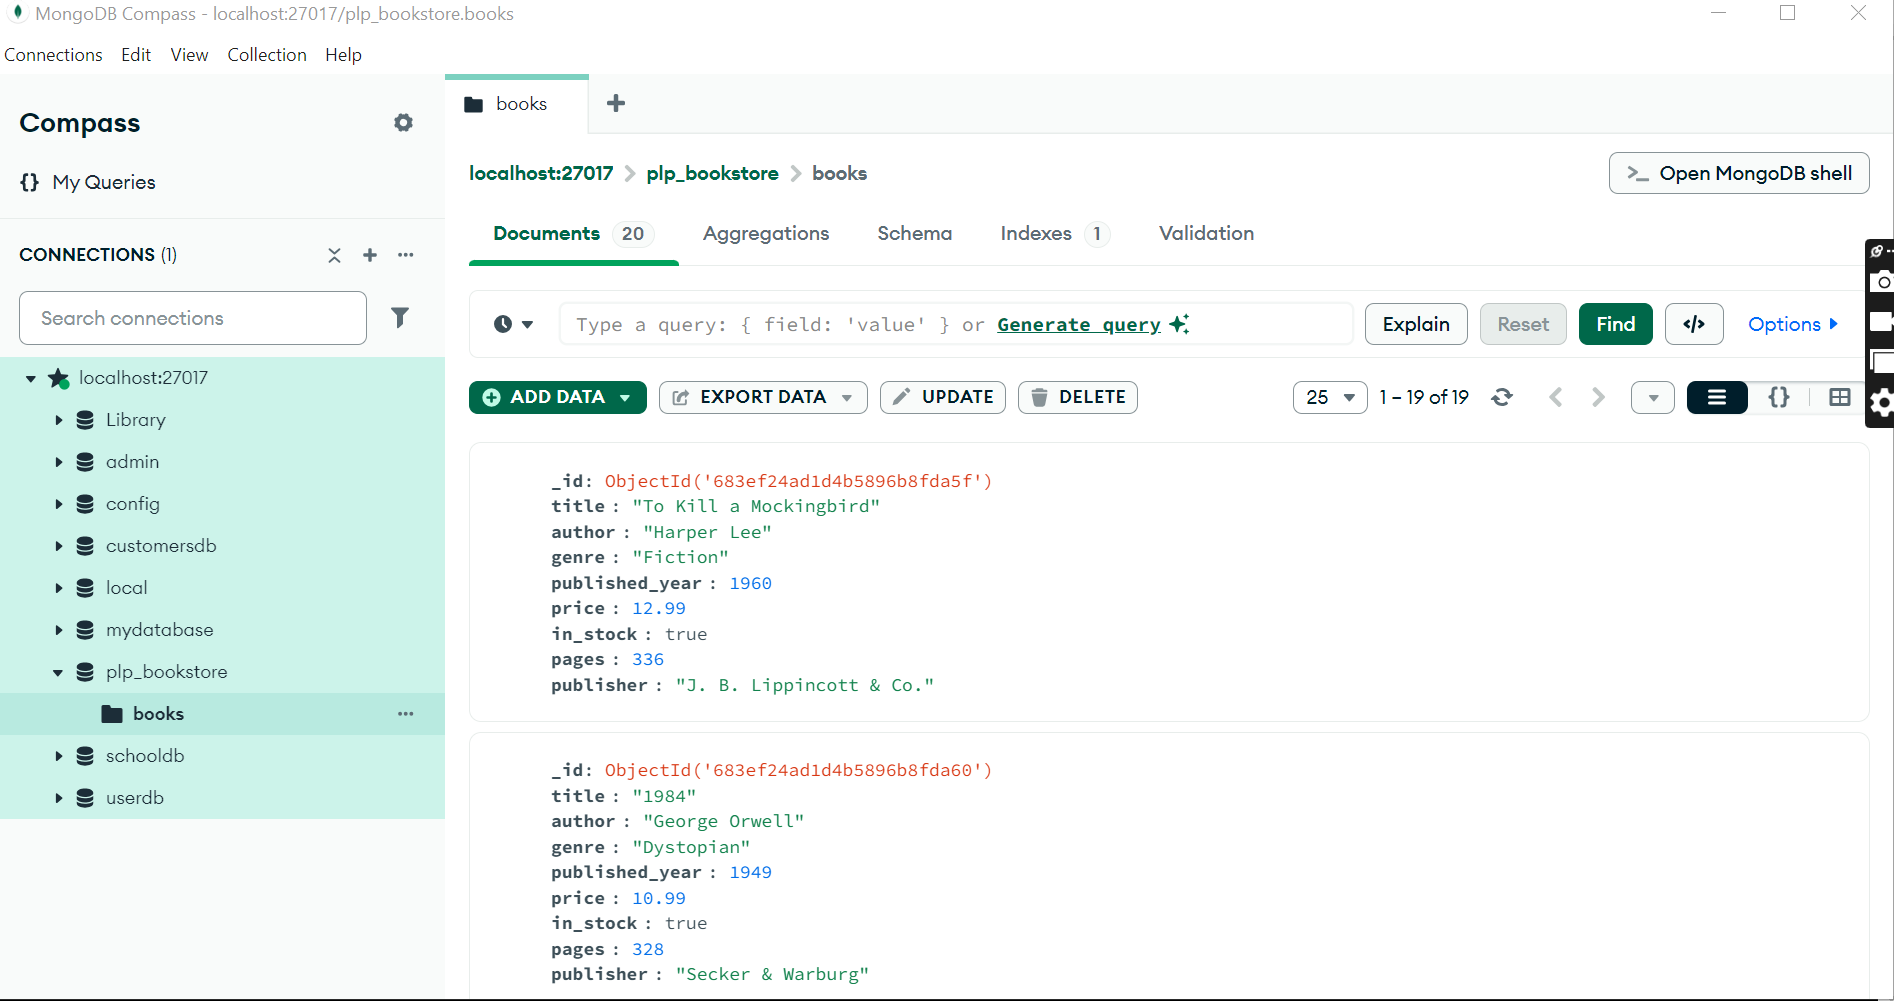 MongoDB Compass - localhost:27017/plp_bookstore.books
Connections Edit View Collection Help
Compass
{} My Queries
CONNECTIONS (1)
Search connections
localhost:27017
Library
admin
config
customersdb
local
mydatabase
plp_bookstore
books
schooldb
userdb
books
localhost:27017 > plp_bookstore > books
>_ Open MongoDB shell
Documents 20 Aggregations Schema Indexes 1 Validation
Type a query: { field: 'value' } or Generate query
Explain Reset Find </> Options
ADD DATA EXPORT DATA UPDATE DELETE
25 1 – 19 of 19 {}
_id: ObjectId('683ef24ad1d4b5896b8fda5f')
title : "To Kill a Mockingbird"
author : "Harper Lee"
genre : "Fiction"
published_year : 1960
price : 12.99
in_stock : true
pages : 336
publisher : "J. B. Lippincott & Co."
_id: ObjectId('683ef24ad1d4b5896b8fda60')
title : "1984"
author : "George Orwell"
genre : "Dystopian"
published_year : 1949
price : 10.99
in_stock : true
pages : 328
publisher : "Secker & Warburg"